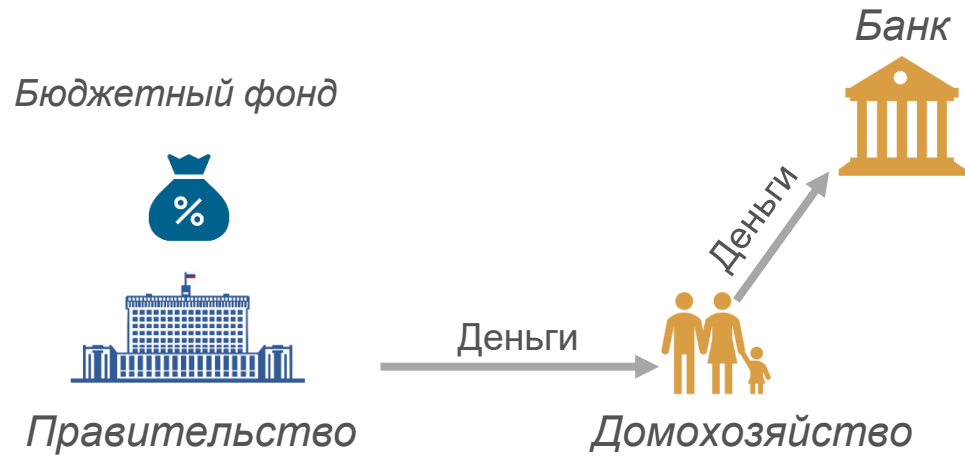 Банк
Бюджетный фонд
%
Деньги
Деньги
Правительство
Домохозяйство